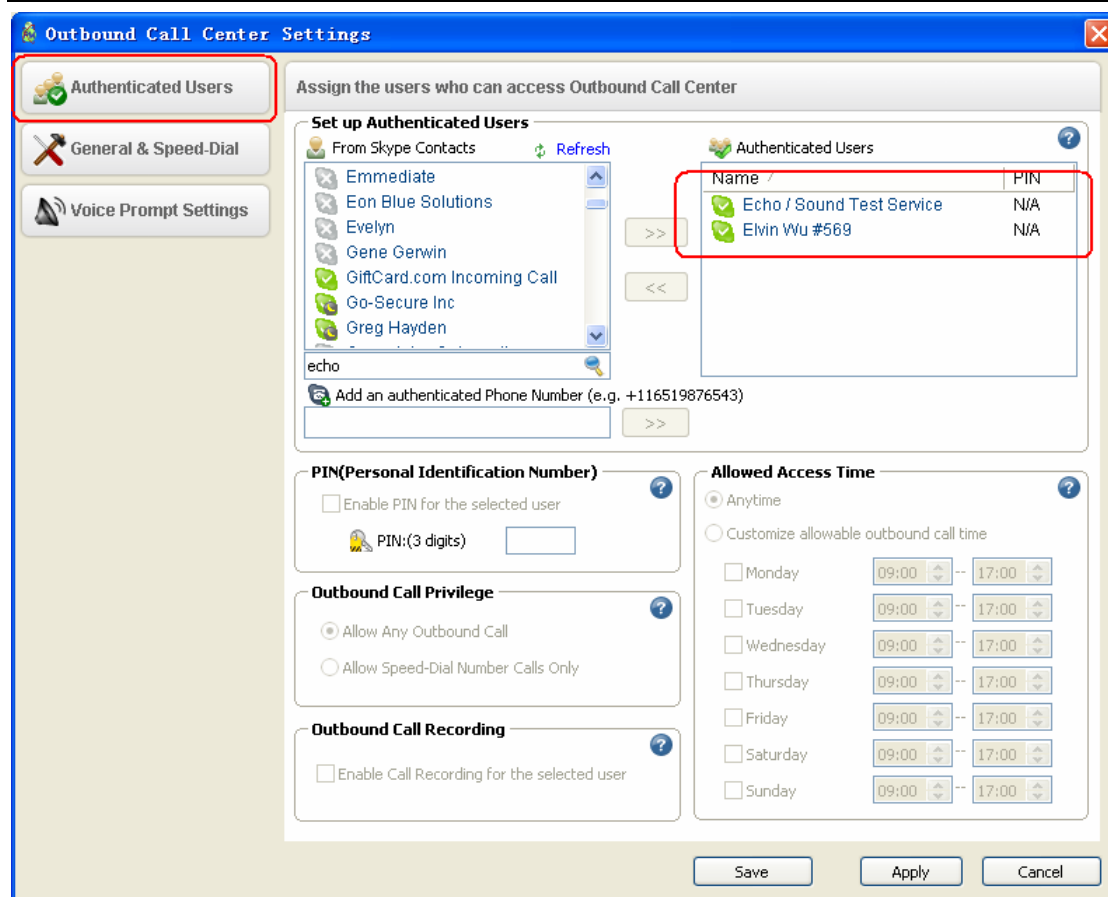 Outbound Call Center Settings
Authenticated Users
General & Speed-Dial
Voice Prompt Settings
Assign the users who can access Outbound Call Center
Set up Authenticated Users
From Skype Contacts Refresh
Emmediate
Eon Blue Solutions
Evelyn
Gene Gerwin
GiftCard.com Incoming Call
Go-Secure Inc
Greg Hayden
echo
>>
<<
Authenticated Users
Name PIN
Echo / Sound Test Service N/A
Elvin Wu #569 N/A
Add an authenticated Phone Number (e.g. +116519876543)
>>
PIN(Personal Identification Number)
Enable PIN for the selected user
PIN:(3 digits)
Outbound Call Privilege
Allow Any Outbound Call
Allow Speed-Dial Number Calls Only
Outbound Call Recording
Enable Call Recording for the selected user
Allowed Access Time
Anytime
Customize allowable outbound call time
Monday 09:00 -- 17:00
Tuesday 09:00 -- 17:00
Wednesday 09:00 -- 17:00
Thursday 09:00 -- 17:00
Friday 09:00 -- 17:00
Saturday 09:00 -- 17:00
Sunday 09:00 -- 17:00
Save Apply Cancel